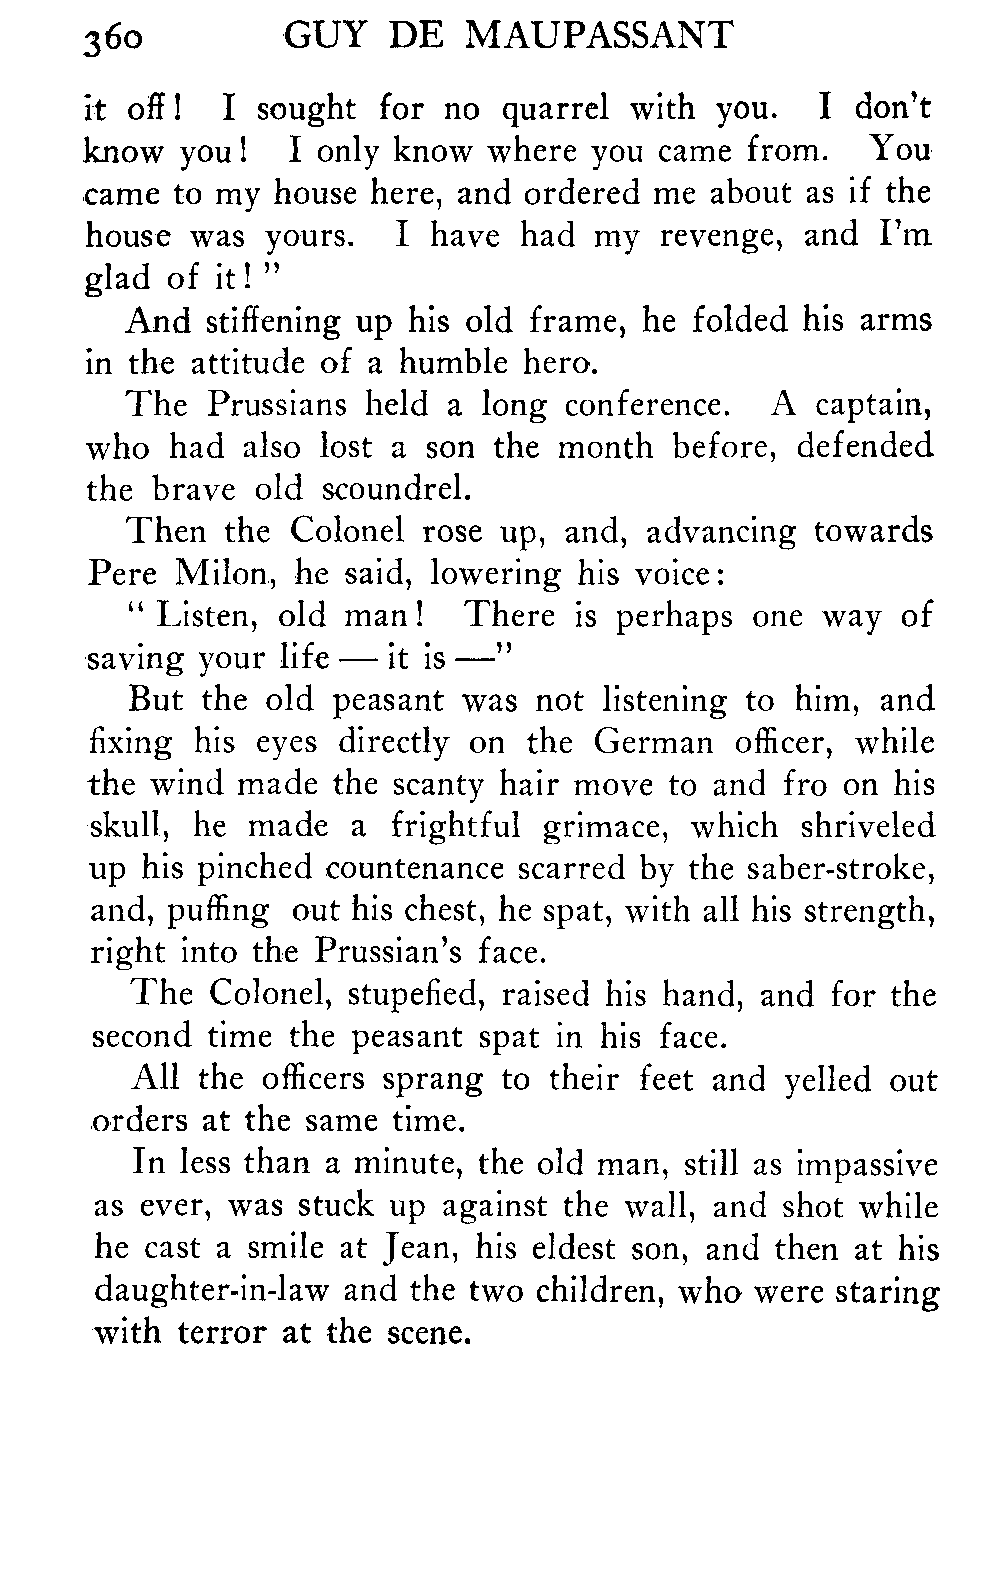 360 GUY DE MAUPASSANT
it off! I sought for no quarrel with you. I don't
know you! I only know where you came from. You
came to my house here, and ordered me about as if the
house was yours. I have had my revenge, and I'm
glad of it! "
And stiffening up his old frame, he folded his arms
in the attitude of a humble hero.
The Prussians held a long conference. A captain,
who had also lost a son the month before, defended
the brave old scoundrel.
Then the Colonel rose up, and, advancing towards
Pere Milon, he said, lowering his voice:
" Listen, old man! There is perhaps one way of
saving your life — it is —"
But the old peasant was not listening to him, and
fixing his eyes directly on the German officer, while
the wind made the scanty hair move to and fro on his
skull, he made a frightful grimace, which shriveled
up his pinched countenance scarred by the saber-stroke,
and, puffing out his chest, he spat, with all his strength,
right into the Prussian's face.
The Colonel, stupefied, raised his hand, and for the
second time the peasant spat in his face.
All the officers sprang to their feet and yelled out
orders at the same time.
In less than a minute, the old man, still as impassive
as ever, was stuck up against the wall, and shot while
he cast a smile at Jean, his eldest son, and then at his
daughter-in-law and the two children, who were staring
with terror at the scene.